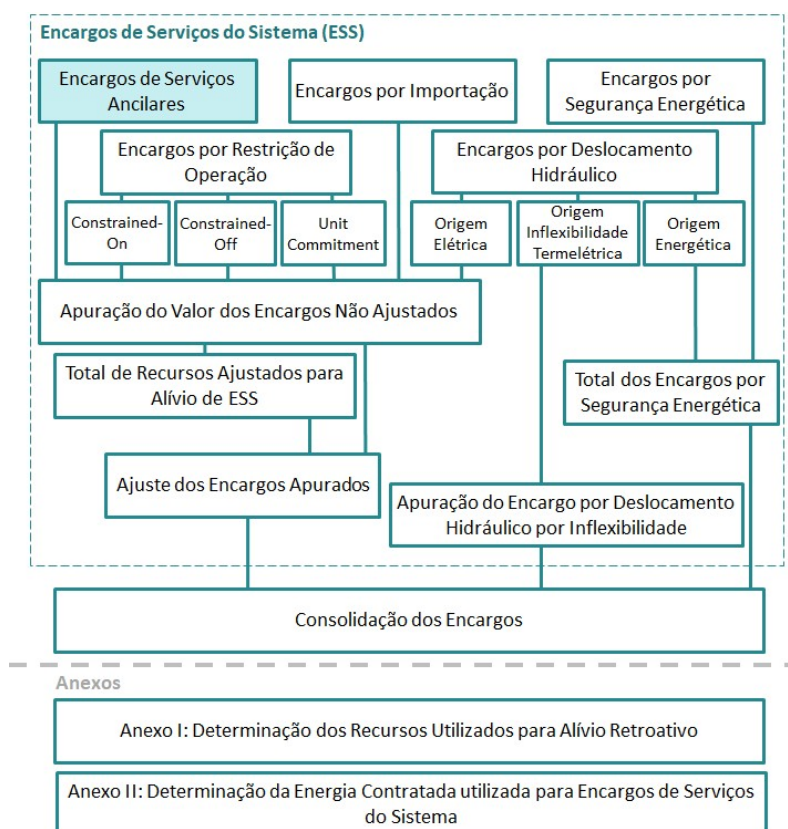 Encargos de Serviços do Sistema (ESS)
Encargos de Serviços
Ancilares
Encargos por Importação
Encargos por
Segurança Energética
Encargos por Restrição de
Operação
Encargos por Deslocamento
Hidráulico
Constrained-
On
Constrained-
Off
Unit
Commitment
Origem
Elétrica
Origem
Inflexibilidade
Termelétrica
Origem
Energética
Apuração do Valor dos Encargos Não Ajustados
Total de Recursos Ajustados para
Alívio de ESS
Total dos Encargos por
Segurança Energética
Ajuste dos Encargos Apurados
Apuração do Encargo por Deslocamento
Hidráulico por Inflexibilidade
Consolidação dos Encargos
Anexos
Anexo I: Determinação dos Recursos Utilizados para Alívio Retroativo
Anexo II: Determinação da Energia Contratada utilizada para Encargos de Serviços
do Sistema